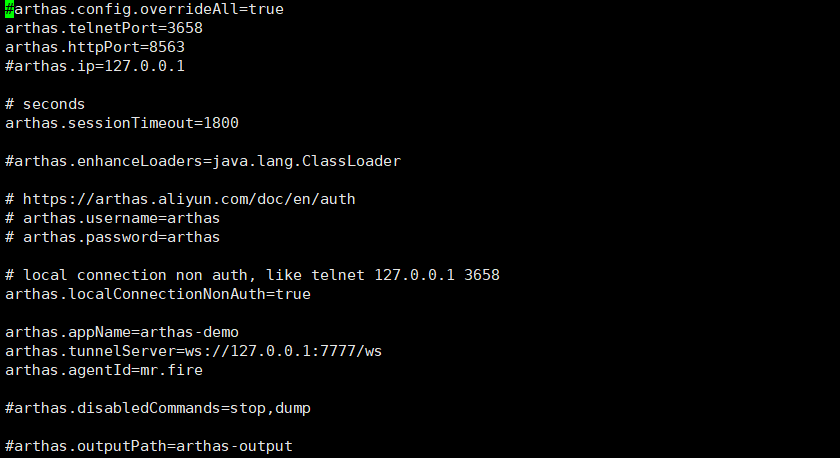 #arthas.config.overrideAll=true
arthas.telnetPort=3658
arthas.httpPort=8563
#arthas.ip=127.0.0.1
# seconds
arthas.sessionTimeout=1800
#arthas.enhanceLoaders=java.lang.ClassLoader
# https://arthas.aliyun.com/doc/en/auth
# arthas.username=arthas
# arthas.password=arthas
# local connection non auth, like telnet 127.0.0.1 3658
arthas.localConnectionNonAuth=true
arthas.appName=arthas-demo
arthas.tunnelServer=ws://127.0.0.1:7777/ws
arthas.agentId=mr.fire
#arthas.disabledCommands=stop,dump
#arthas.outputPath=arthas-output